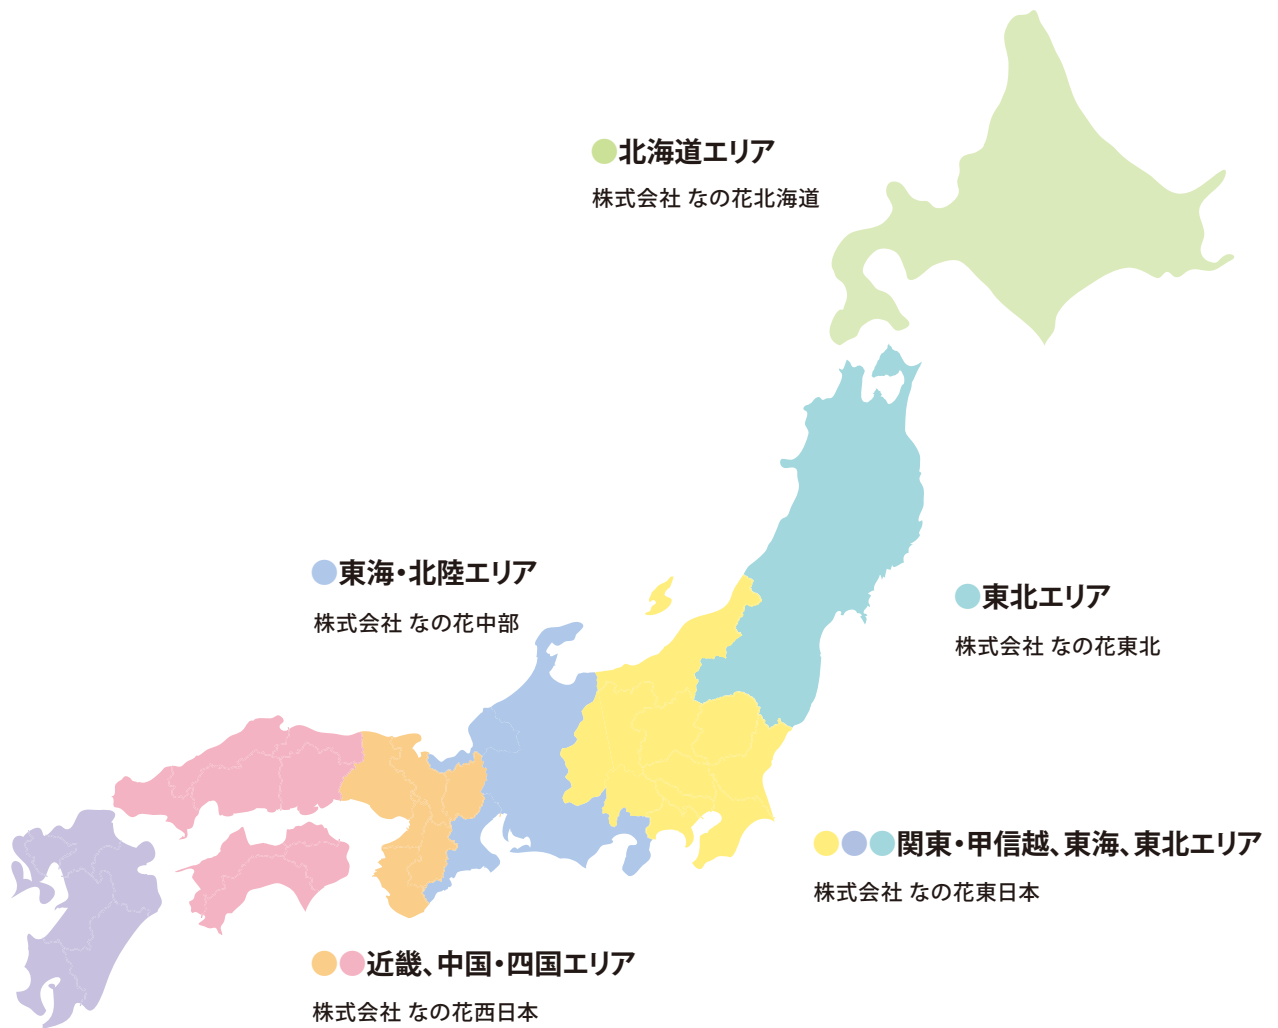 北海道エリア
株式会社 なの花北海道
東海・北陸エリア
株式会社 なの花中部
東北エリア
株式会社 なの花東北
関東・甲信越、東海、東北エリア
株式会社 なの花東日本
近畿、中国・四国エリア
株式会社 なの花西日本